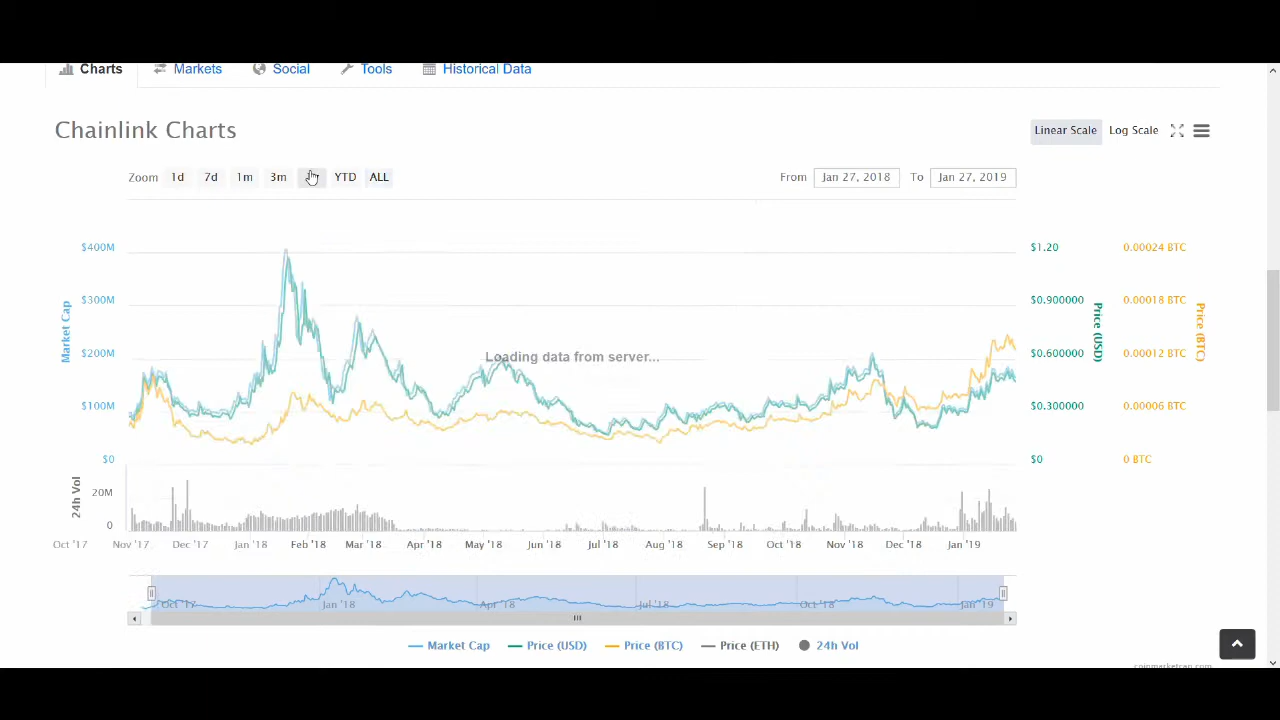 Charts Markets Social Tools Historical Data
Chainlink Charts
Linear Scale Log Scale
Zoom 1d 7d 1m 3m YTD ALL
From Jan 27, 2018 To Jan 27, 2019
$400M $1.20 0.00024 BTC
$300M $0.900000 0.00018 BTC
Market Cap
Price (USD)
Price (BTC)
$200M Loading data from server... $0.600000 0.00012 BTC
$100M $0.300000 0.00006 BTC
$0 $0 0 BTC
24h Vol
20M
0
Oct '17 Nov '17 Dec '17 Jan '18 Feb '18 Mar '18 Apr '18 May '18 Jun '18 Jul '18 Aug '18 Sep '18 Oct '18 Nov '18 Dec '18 Jan '19
Oct '17 Jan '18 Apr '18 Jul '18 Oct '18 Jan '19
Market Cap Price (USD) Price (BTC) Price (ETH) 24h Vol
coinmarketcap.com